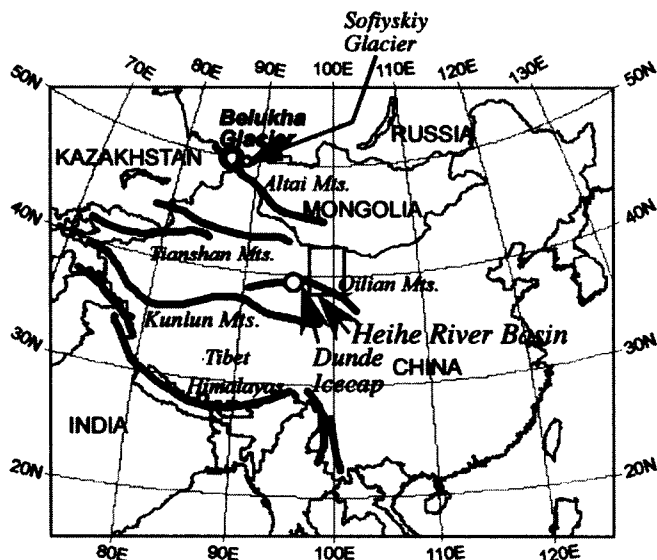 Sofiyskiy
Glacier
50N 70E 80E 90E 100E 110E 120E 130E 50N
Belukha
Glacier
RUSSIA
KAZAKHSTAN
Altai Mts.
MONGOLIA
40N 40N
Tianshan Mts.
Qilian Mts.
Kunlun Mts.
Heihe River Basin
30N 30N
Tibet
Dunde
CHINA
Himalayas
Icecap
INDIA
20N 20N
80E 90E 100E 110E 120E